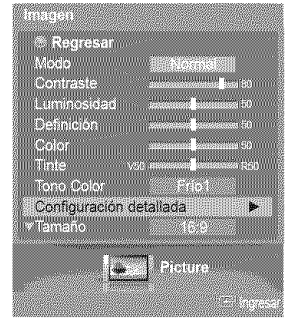 Imagen
Regresar
Modo Normal
Contraste 80
Luminosidad 50
Definición 50
Color 50
Tinte V50 R50
Tono Color Frío1
Configuración detallada ►
▼Tamaño 16:9
Picture
Ingresar